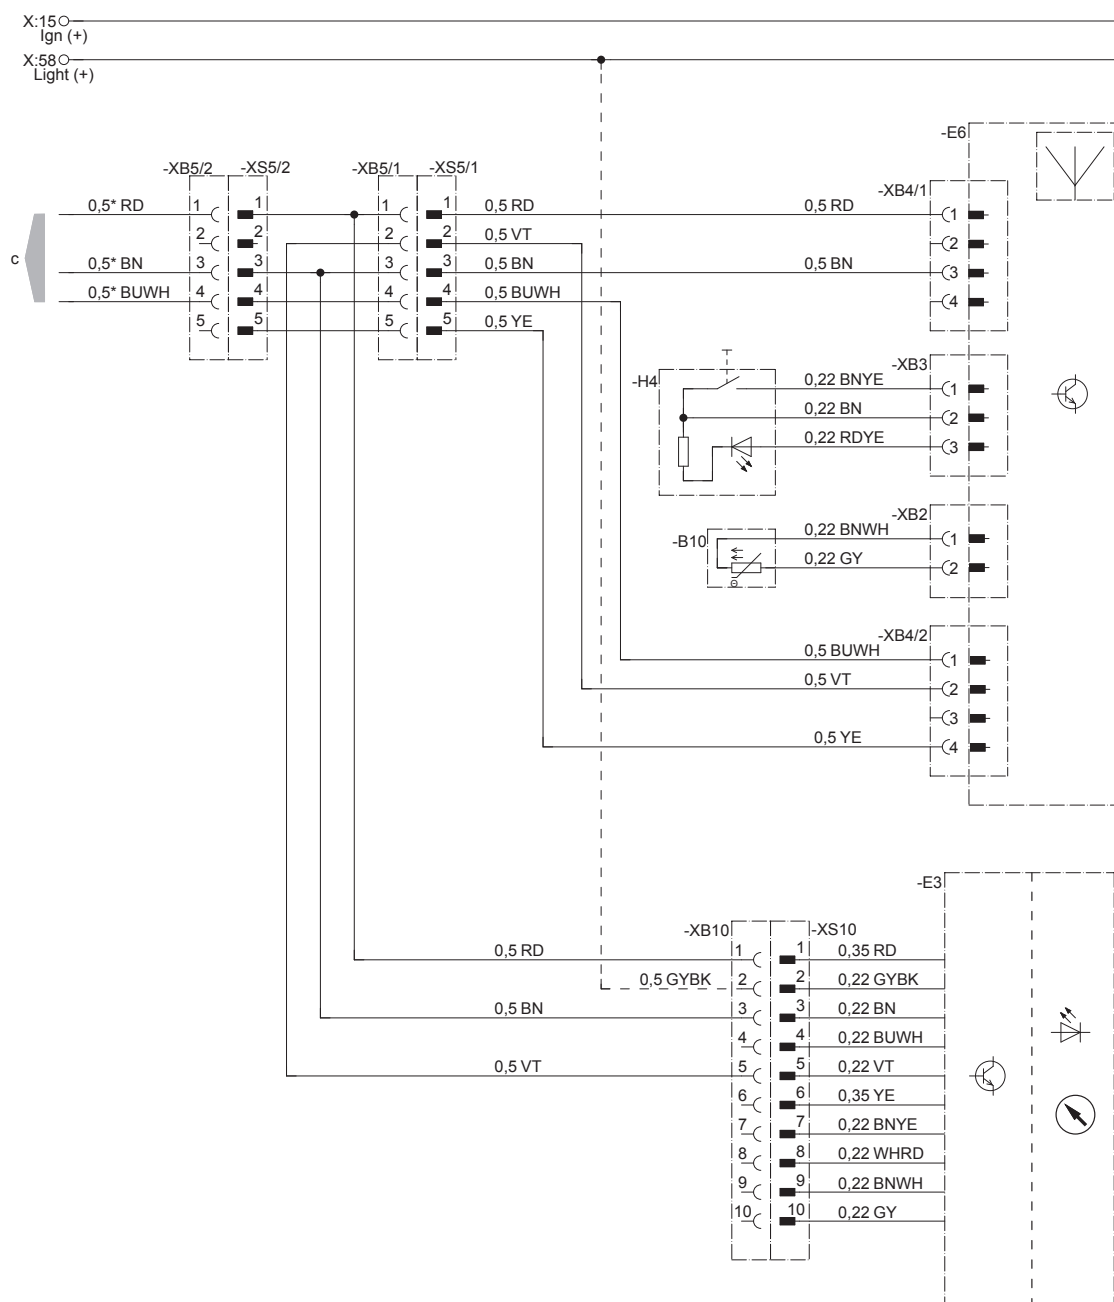 X:15
Ign (+)
X:58
Light (+)
-E6
-XB5/2 -XS5/2 -XB5/1 -XS5/1
-XB4/1
c
0,5* RD 1 1 1 1 0,5 RD 0,5 RD 1
2 2 2 2 0,5 VT 2
0,5* BN 3 3 3 3 0,5 BN 0,5 BN 3
0,5* BUWH 4 4 4 4 0,5 BUWH 4
5 5 5 5 0,5 YE
-XB3
-H4
0,22 BNYE 1
0,22 BN 2
0,22 RDYE 3
-XB2
-B10
0,22 BNWH 1
0,22 GY 2
-XB4/2
0,5 BUWH 1
0,5 VT 2
3
0,5 YE 4
-E3
-XB10 -XS10
0,5 RD 1 1 0,35 RD
0,5 GYBK 2 2 0,22 GYBK
0,5 BN 3 3 0,22 BN
4 4 0,22 BUWH
0,5 VT 5 5 0,22 VT
6 6 0,35 YE
7 7 0,22 BNYE
8 8 0,22 WHRD
9 9 0,22 BNWH
10 10 0,22 GY